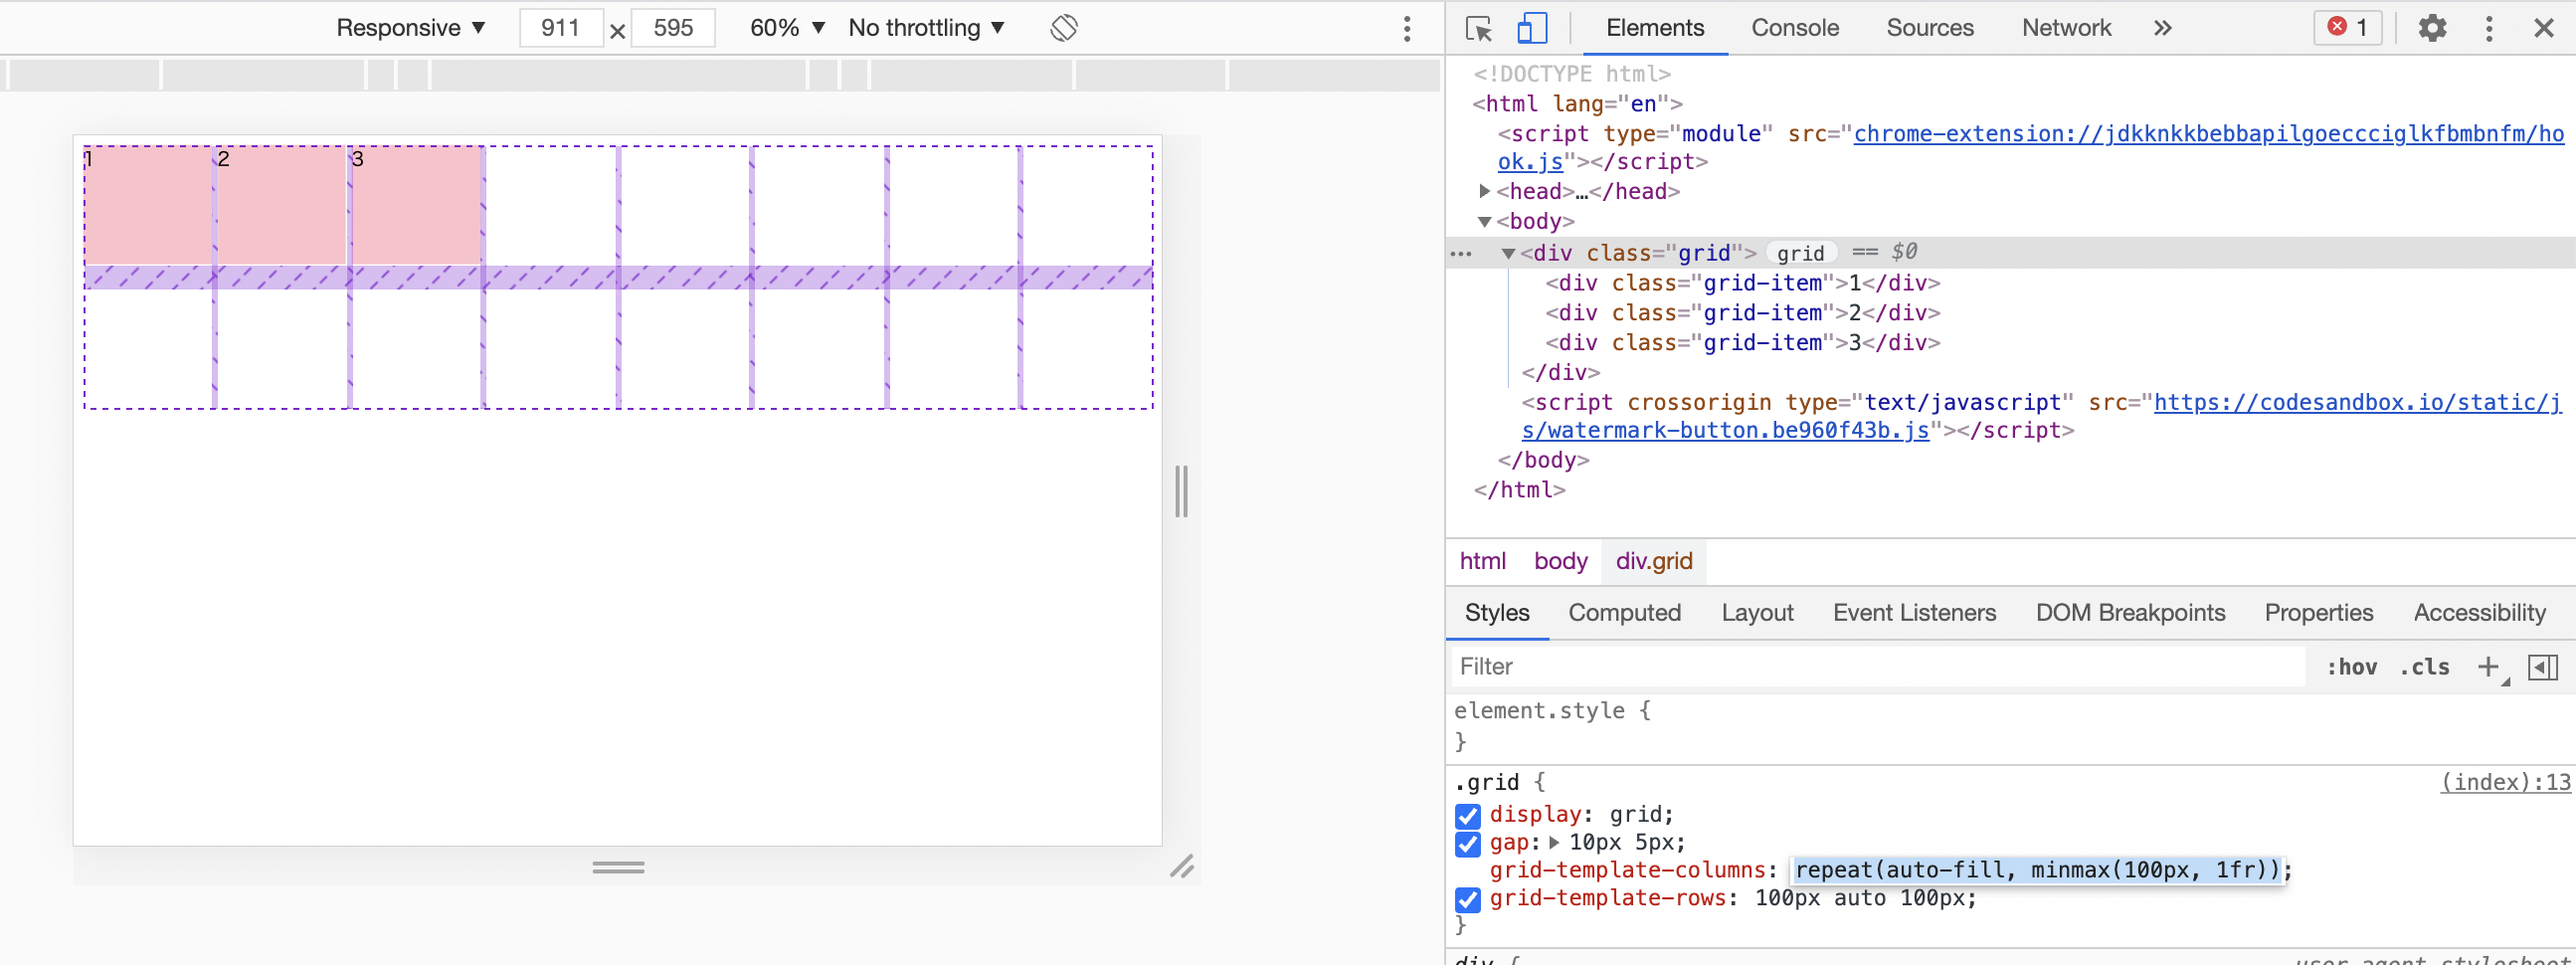 Responsive ▼ 911 × 595 60% ▼ No throttling ▼
Elements Console Sources Network » 1
1 2 3
<!DOCTYPE html>
<html lang="en">
<script type="module" src="chrome-extension://jdkknkkbebbapilgoeccciglkfbmbnfm/ho
ok.js"></script>
▶<head>…</head>
▼<body>
… ▼<div class="grid"> grid == $0
<div class="grid-item">1</div>
<div class="grid-item">2</div>
<div class="grid-item">3</div>
</div>
<script crossorigin type="text/javascript" src="https://codesandbox.io/static/j
s/watermark-button.be960f43b.js"></script>
</body>
</html>
html body div.grid
Styles Computed Layout Event Listeners DOM Breakpoints Properties Accessibility
Filter :hov .cls +
element.style {
}
.grid { (index):13
display: grid;
gap: ▶ 10px 5px;
grid-template-columns: repeat(auto-fill, minmax(100px, 1fr));
grid-template-rows: 100px auto 100px;
}
div { user agent stylesheet